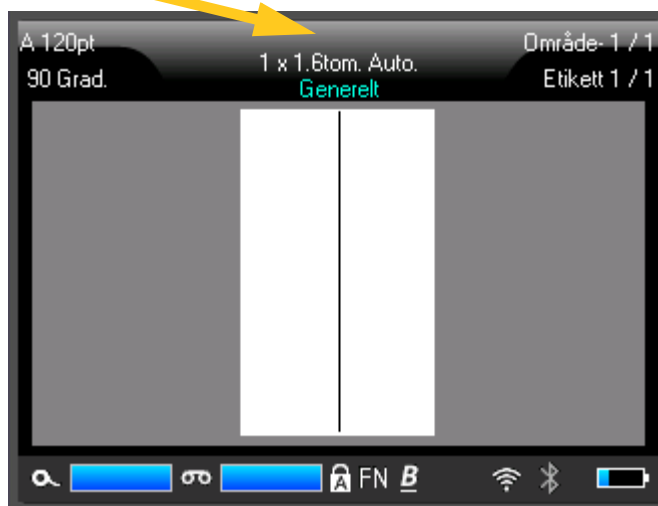 A 120pt
Område- 1 / 1
1 x 1.6tom. Auto.
90 Grad.
Etikett 1 / 1
Generelt
A FN B